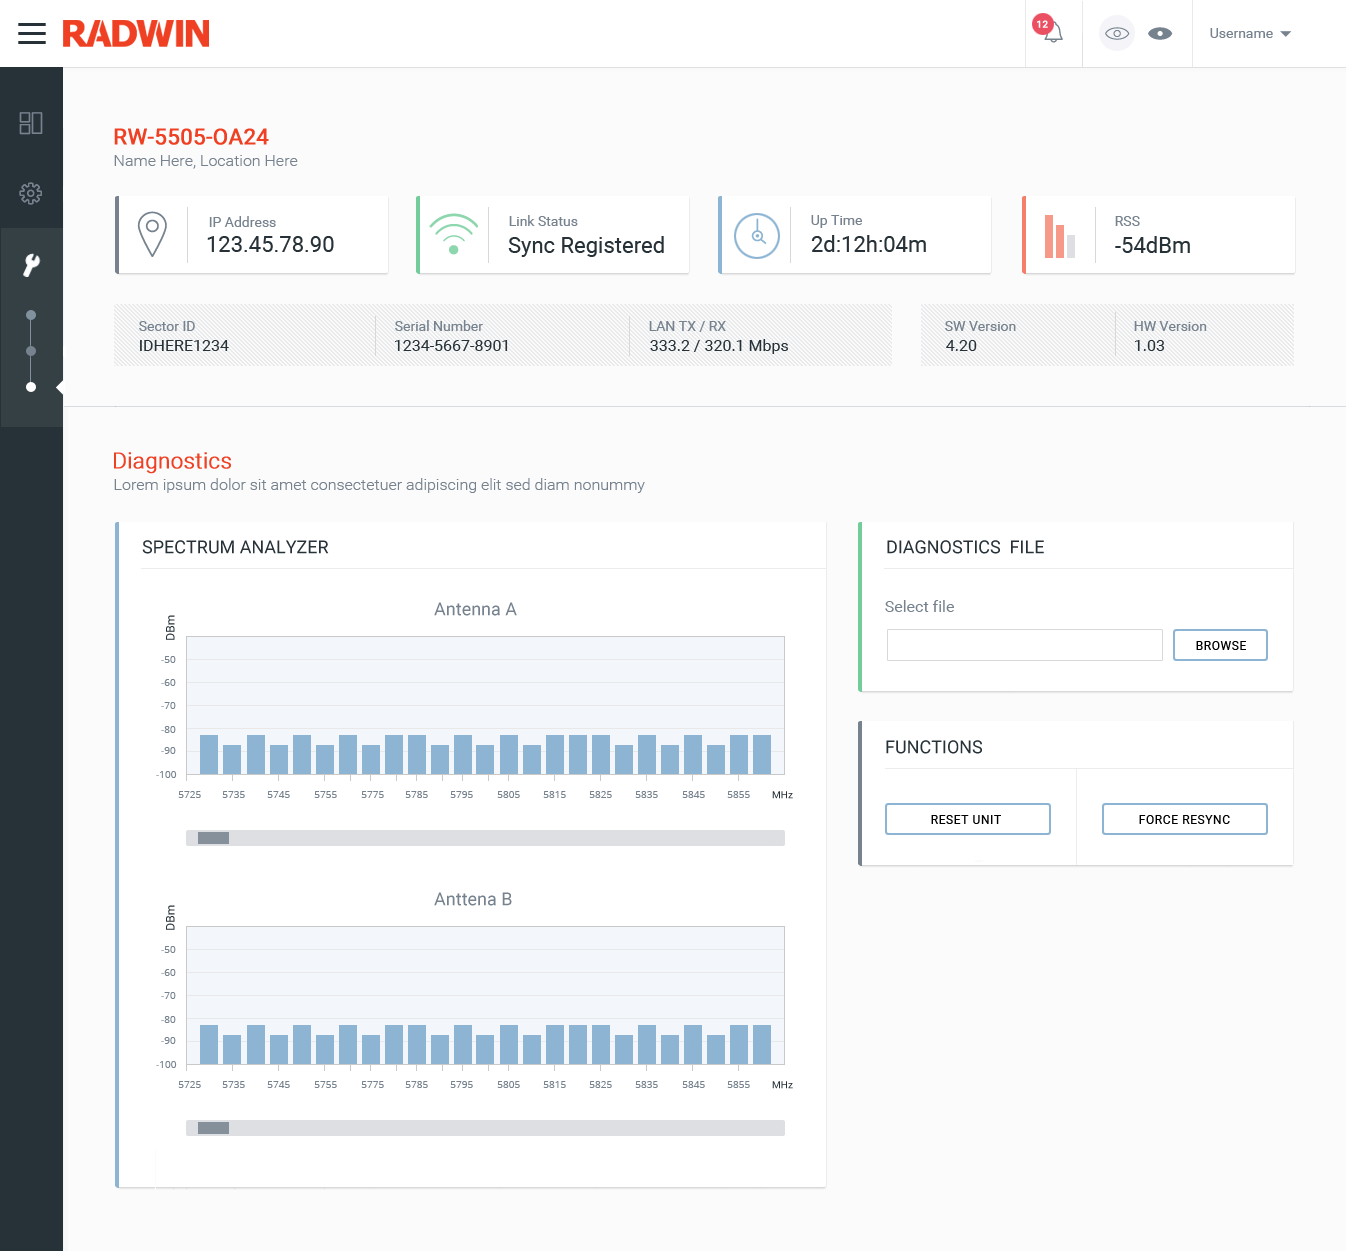 RADWIN
12
Username
RW-5505-OA24
Name Here, Location Here
IP Address
123.45.78.90
Link Status
Sync Registered
Up Time
2d:12h:04m
RSS
-54dBm
Sector ID
IDHERE1234
Serial Number
1234-5667-8901
LAN TX / RX
333.2 / 320.1 Mbps
SW Version
4.20
HW Version
1.03
Diagnostics
Lorem ipsum dolor sit amet consectetuer adipiscing elit sed diam nonummy
SPECTRUM ANALYZER
Antenna A
DBm
-50
-60
-70
-80
-90
-100
5725 5735 5745 5755 5775 5785 5795 5805 5815 5825 5835 5845 5855 MHz
Anttena B
DBm
-50
-60
-70
-80
-90
-100
5725 5735 5745 5755 5775 5785 5795 5805 5815 5825 5835 5845 5855 MHz
DIAGNOSTICS FILE
Select file
BROWSE
FUNCTIONS
RESET UNIT
FORCE RESYNC